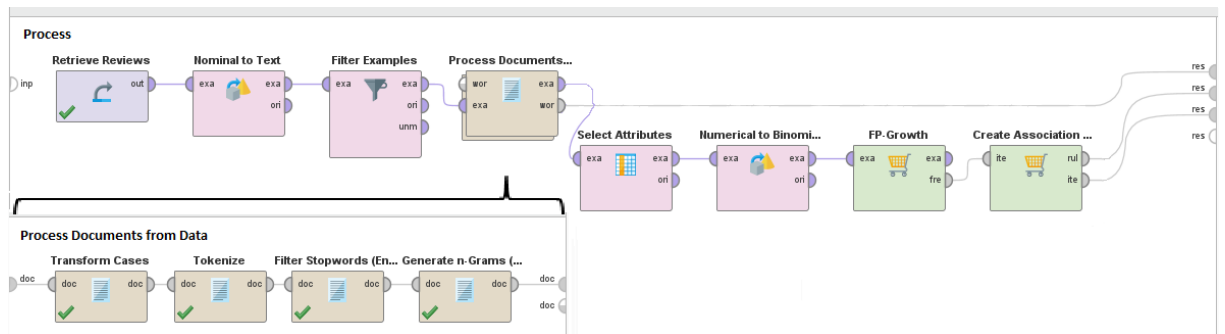 Process
Retrieve Reviews
Nominal to Text
Filter Examples
Process Documents...
inp
out
exa
exa
ori
exa
exa
ori
unm
wor
exa
exa
wor
res
res
res
res
Select Attributes
Numerical to Binomi...
FP-Growth
Create Association ...
exa
exa
ori
exa
exa
ori
exa
exa
fre
ite
rul
ite
Process Documents from Data
Transform Cases
Tokenize
Filter Stopwords (En...
Generate n-Grams (...
doc
doc
doc
doc
doc
doc
doc
doc
doc
doc
doc